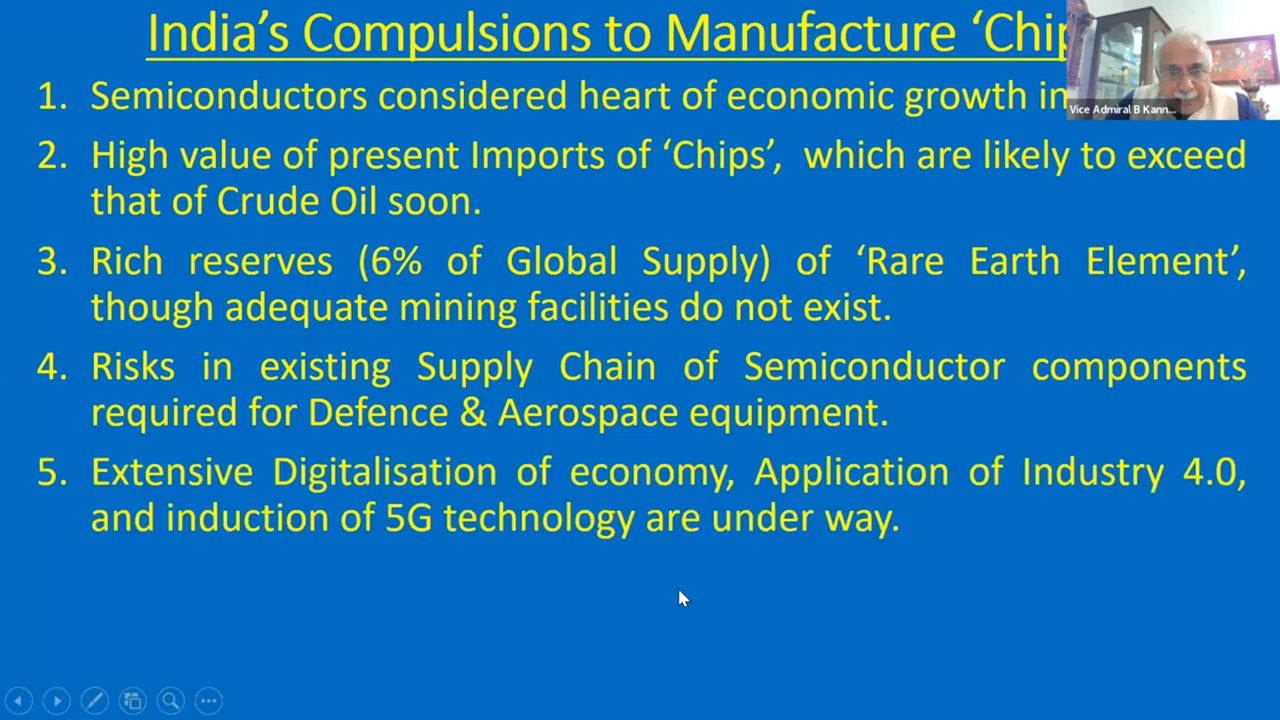 India’s Compulsions to Manufacture ‘Chip
1. Semiconductors considered heart of economic growth in
Vice Admiral B Kann...
2. High value of present Imports of ‘Chips’, which are likely to exceed
that of Crude Oil soon.
3. Rich reserves (6% of Global Supply) of ‘Rare Earth Element’,
though adequate mining facilities do not exist.
4. Risks in existing Supply Chain of Semiconductor components
required for Defence & Aerospace equipment.
5. Extensive Digitalisation of economy, Application of Industry 4.0,
and induction of 5G technology are under way.